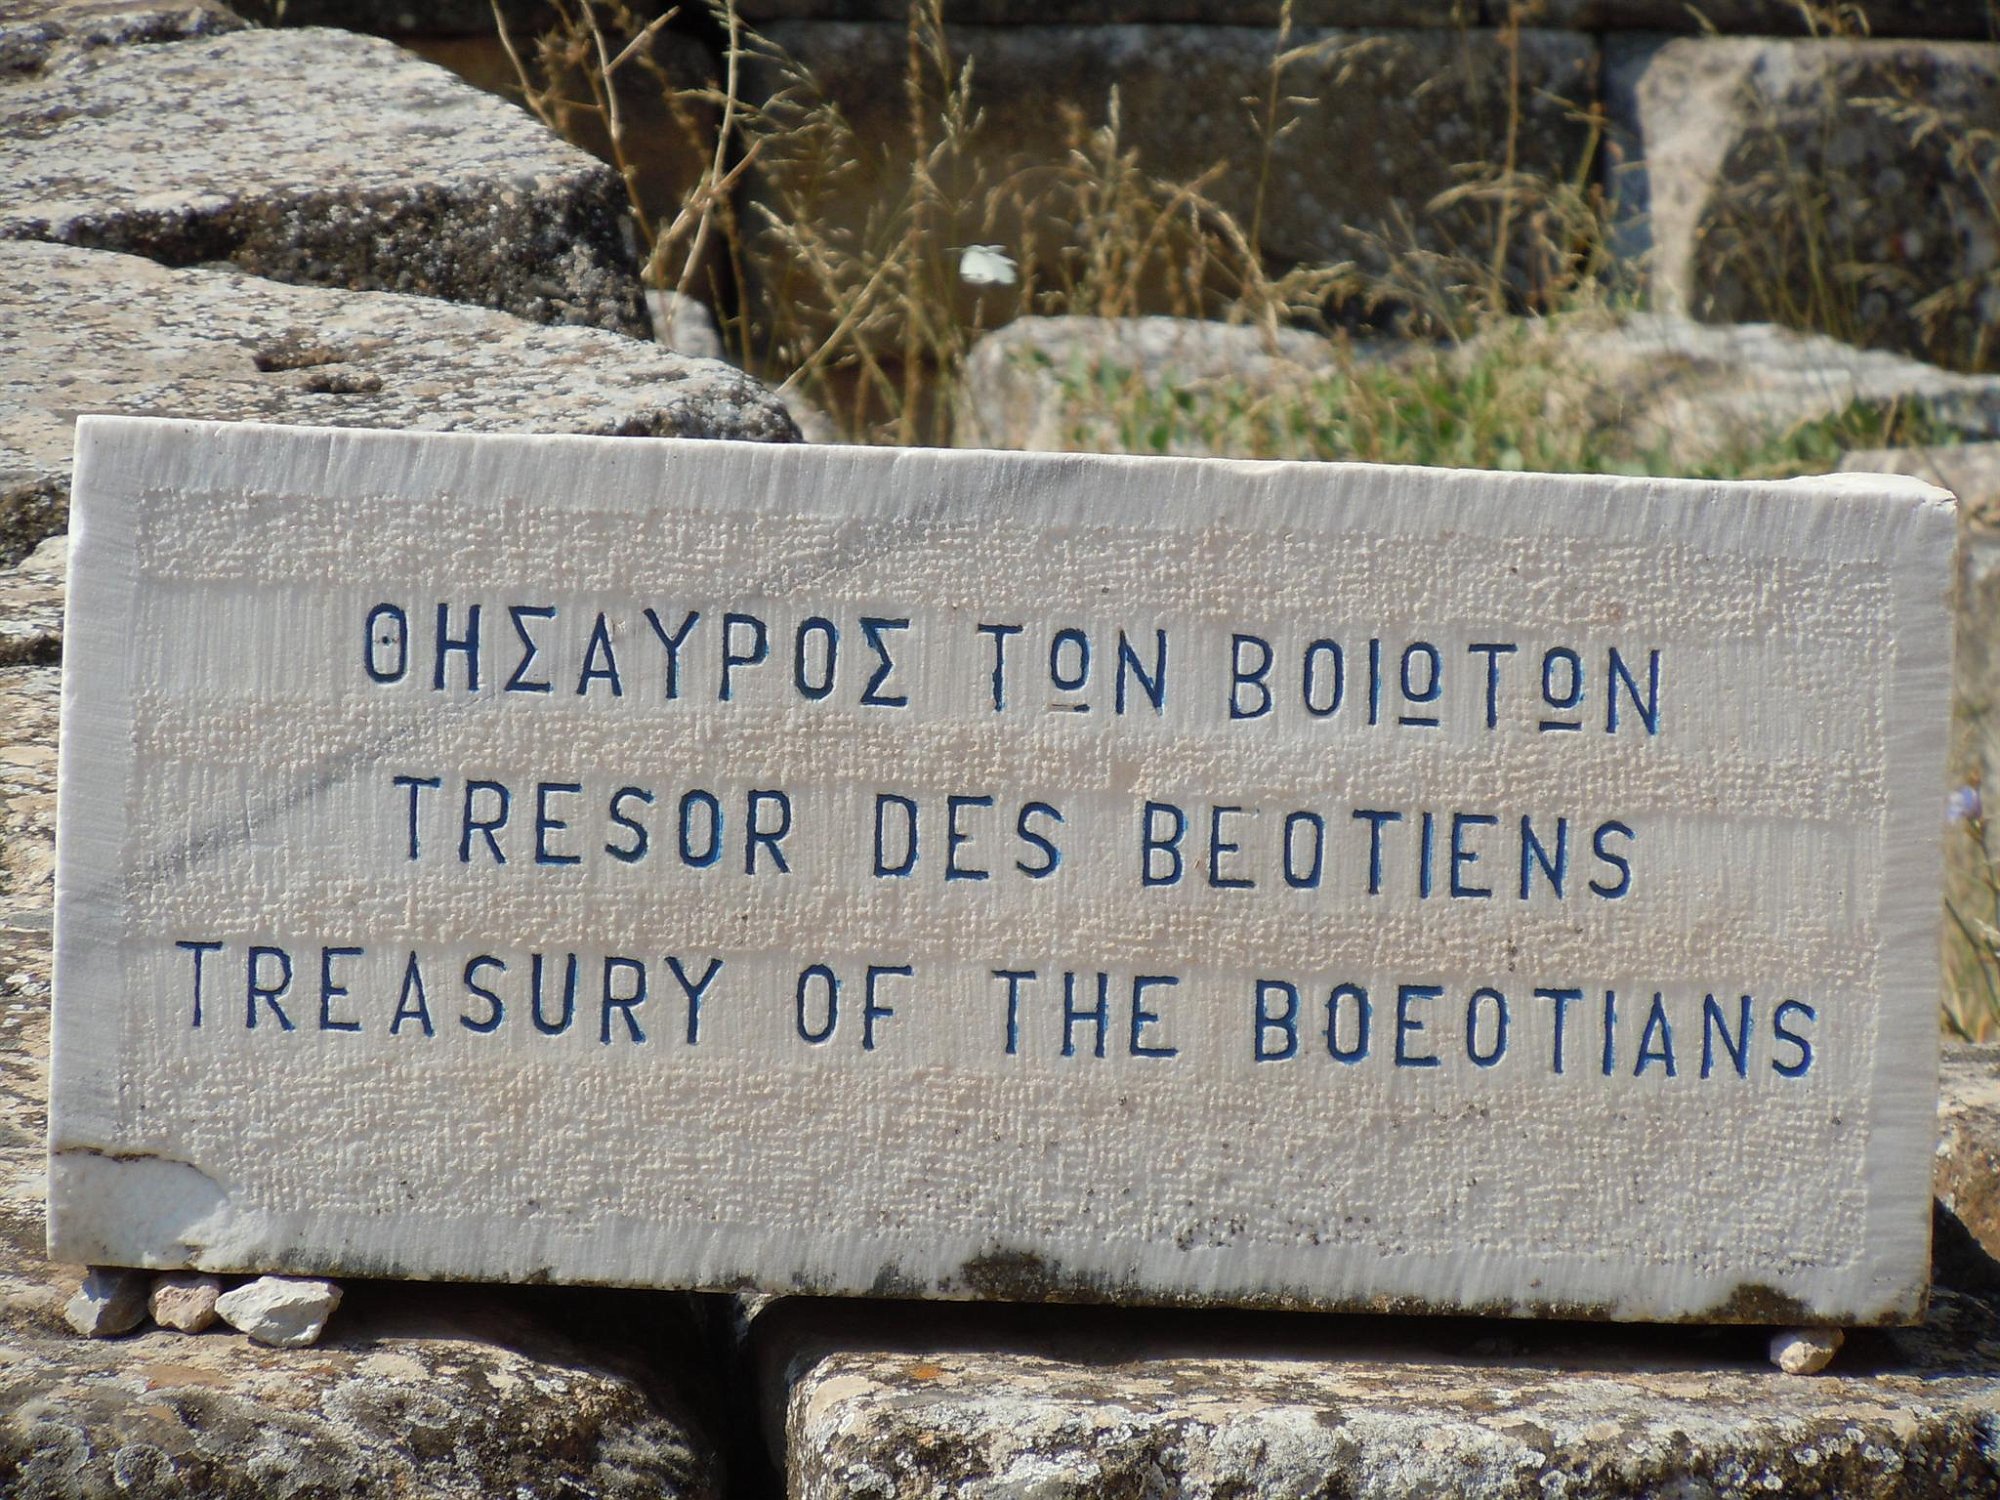 ΘΗΣΑΥΡΟΣ ΤΩΝ ΒΟΙΩΤΩΝ
TRESOR DES BEOTIENS
TREASURY OF THE BOEOTIANS